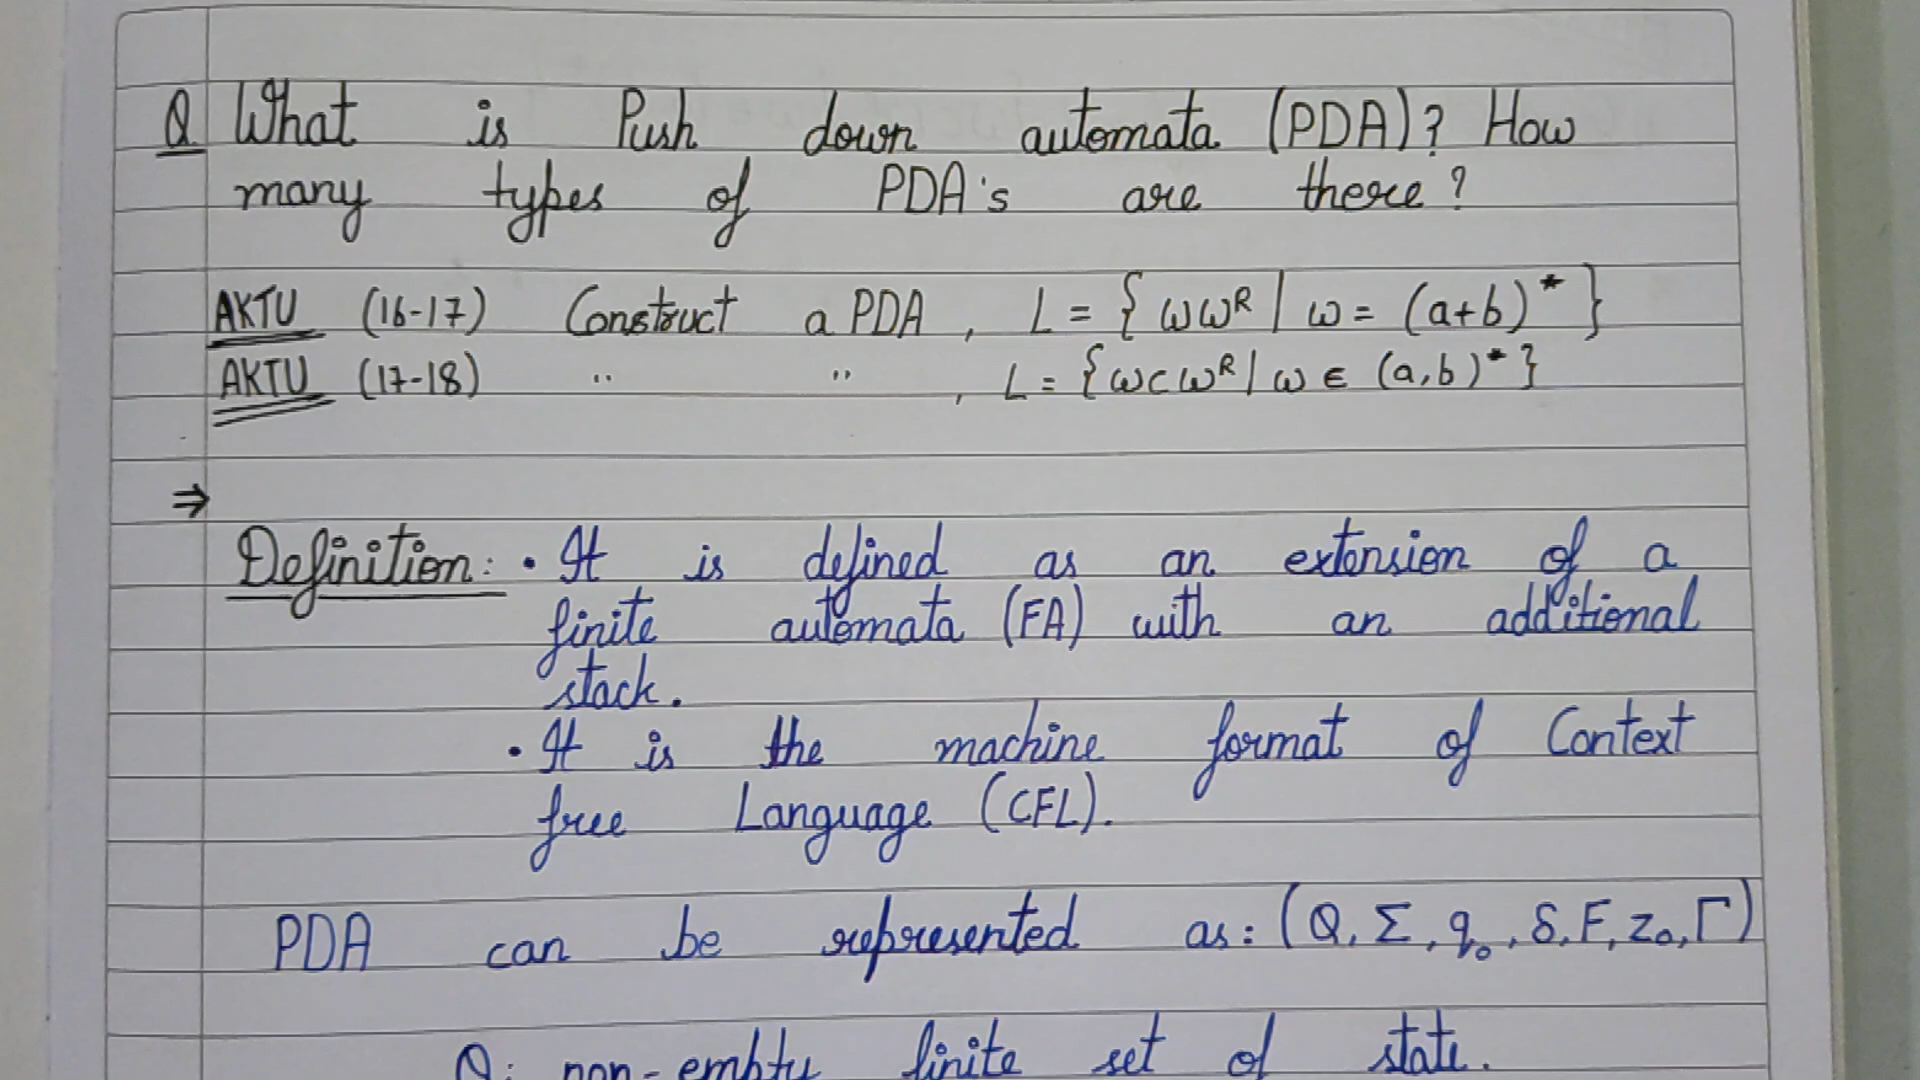 Q What is Push down automata (PDA)? How
many types of PDA's are there?
AKTU (16-17) Construct a PDA, L = {ωω^R | ω = (a+b)*}
AKTU (17-18) " " , L = {ωcω^R | ω ∈ (a,b)*}
⇒
Definition: • It is defined as an extension of a
finite automata (FA) with an additional
stack.
• It is the machine format of Context
free Language (CFL).
PDA can be represented as: (Q, Σ, q₀, δ, F, z₀, Γ)
Q: non-empty finite set of state.